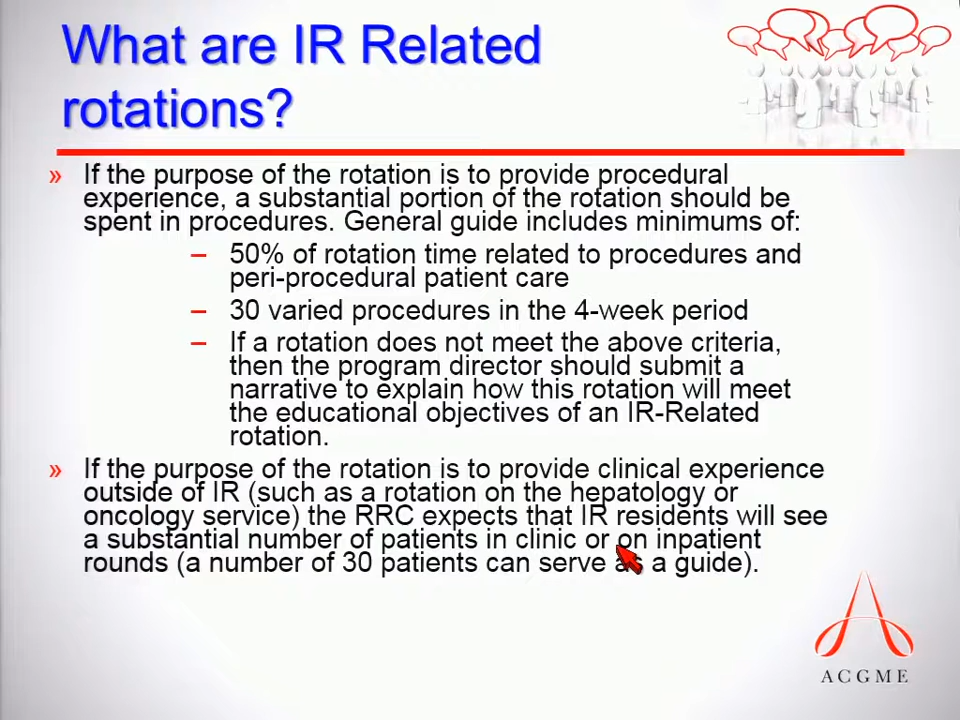 What are IR Related
rotations?
» If the purpose of the rotation is to provide procedural
experience, a substantial portion of the rotation should be
spent in procedures. General guide includes minimums of:
– 50% of rotation time related to procedures and
peri-procedural patient care
– 30 varied procedures in the 4-week period
– If a rotation does not meet the above criteria,
then the program director should submit a
narrative to explain how this rotation will meet
the educational objectives of an IR-Related
rotation.
» If the purpose of the rotation is to provide clinical experience
outside of IR (such as a rotation on the hepatology or
oncology service) the RRC expects that IR residents will see
a substantial number of patients in clinic or on inpatient
rounds (a number of 30 patients can serve as a guide).
ACGME